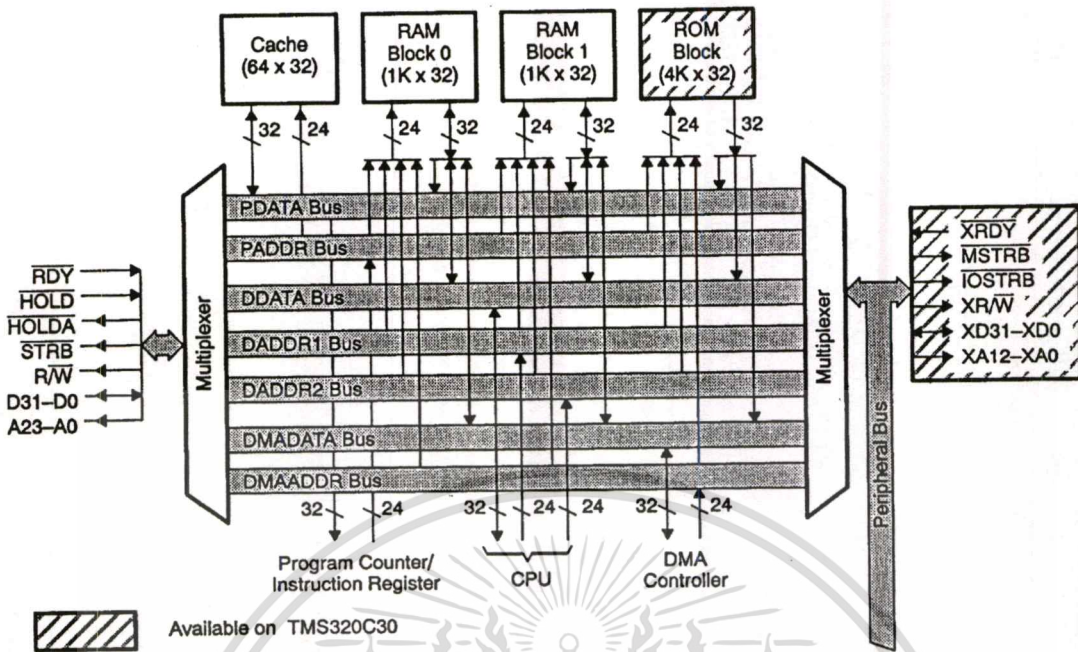 Cache
(64 x 32)
RAM
Block 0
(1K x 32)
RAM
Block 1
(1K x 32)
ROM
Block
(4K x 32)
32
24
24
32
24
32
24
32
PDATA Bus
PADDR Bus
DDATA Bus
DADDR1 Bus
DADDR2 Bus
DMADATA Bus
DMAADDR Bus
Multiplexer
Multiplexer
RDY
HOLD
HOLDA
STRB
R/W
D31–D0
A23–A0
XRDY
MSTRB
IOSTRB
XR/W
XD31–XD0
XA12–XA0
Peripheral Bus
32
24
32
24
24
32
24
Program Counter/
Instruction Register
CPU
DMA
Controller
Available on TMS320C30